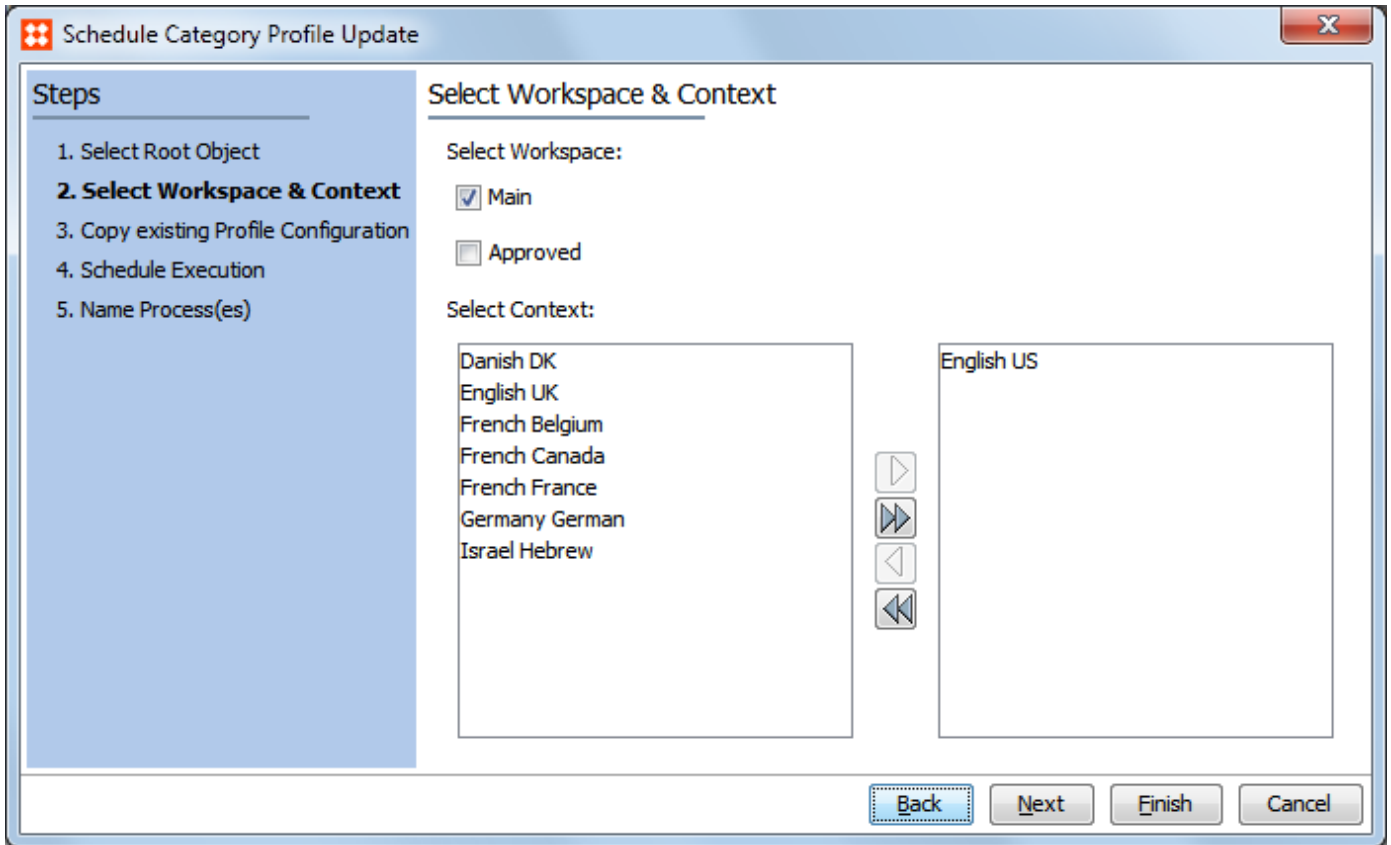 Schedule Category Profile Update
Steps
1. Select Root Object
2. Select Workspace & Context
3. Copy existing Profile Configuration
4. Schedule Execution
5. Name Process(es)
Select Workspace & Context
Select Workspace:
Main
Approved
Select Context:
Danish DK
English UK
French Belgium
French Canada
French France
Germany German
Israel Hebrew
English US
Back Next Finish Cancel